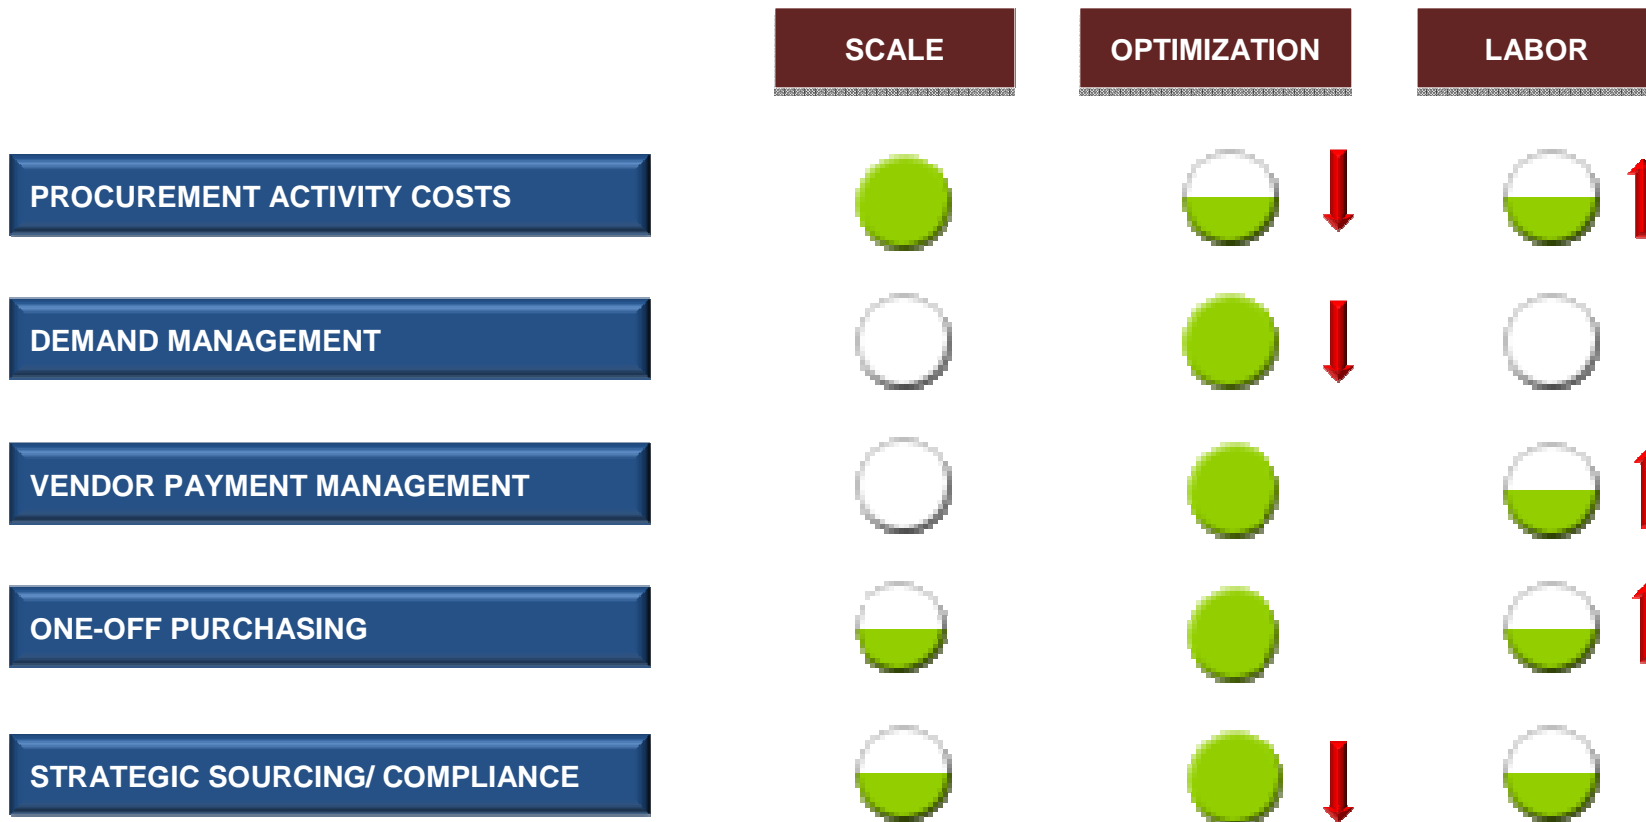 SCALE OPTIMIZATION LABOR
PROCUREMENT ACTIVITY COSTS
DEMAND MANAGEMENT
VENDOR PAYMENT MANAGEMENT
ONE-OFF PURCHASING
STRATEGIC SOURCING/ COMPLIANCE